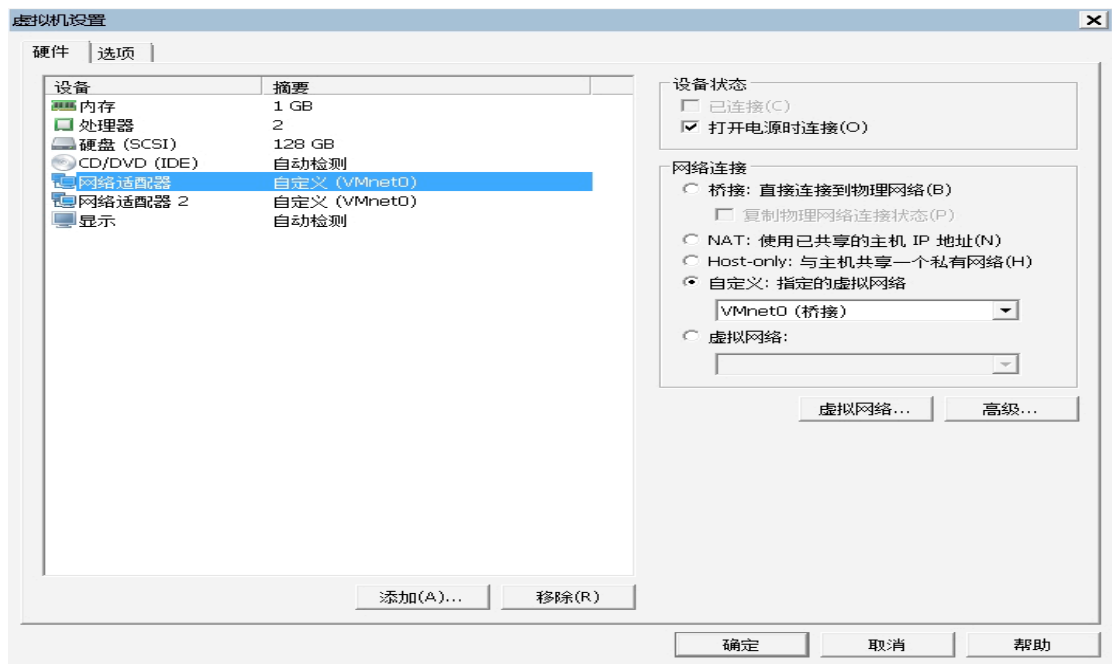 虚拟机设置
硬件 选项
设备 摘要
内存 1 GB
处理器 2
硬盘 (SCSI) 128 GB
CD/DVD (IDE) 自动检测
网络适配器 自定义 (VMnet0)
网络适配器 2 自定义 (VMnet0)
显示 自动检测
添加(A)... 移除(R)
设备状态
已连接(C)
打开电源时连接(O)
网络连接
桥接: 直接连接到物理网络(B)
复制物理网络连接状态(P)
NAT: 使用已共享的主机 IP 地址(N)
Host-only: 与主机共享一个私有网络(H)
自定义: 指定的虚拟网络
VMnet0 (桥接)
虚拟网络:
虚拟网络... 高级...
确定 取消 帮助